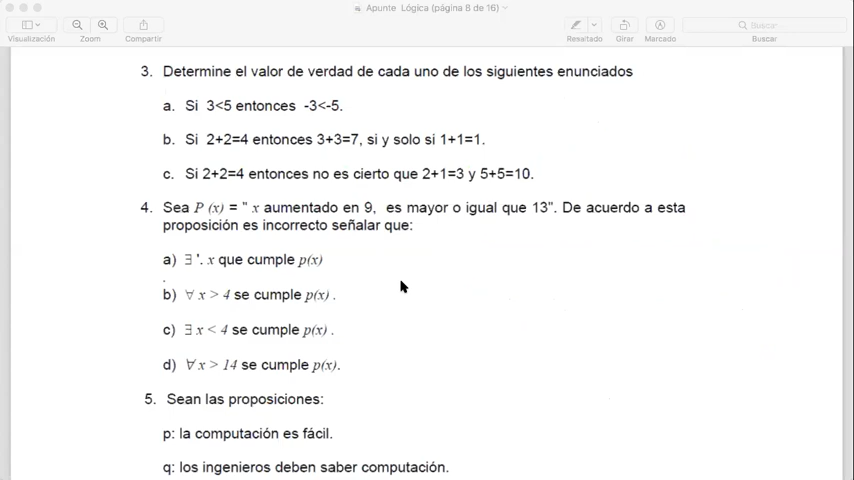 Apunte Lógica (página 8 de 16)
Visualización
Zoom
Compartir
Resaltado
Girar
Marcado
Buscar
Buscar
3. Determine el valor de verdad de cada uno de los siguientes enunciados
a. Si 3<5 entonces -3<-5.
b. Si 2+2=4 entonces 3+3=7, si y solo si 1+1=1.
c. Si 2+2=4 entonces no es cierto que 2+1=3 y 5+5=10.
4. Sea P (x) = " x aumentado en 9, es mayor o igual que 13". De acuerdo a esta
proposición es incorrecto señalar que:
a) ∃ '. x que cumple p(x)
.
b) ∀ x > 4 se cumple p(x) .
c) ∃ x < 4 se cumple p(x) .
d) ∀ x > 14 se cumple p(x).
5. Sean las proposiciones:
p: la computación es fácil.
q: los ingenieros deben saber computación.